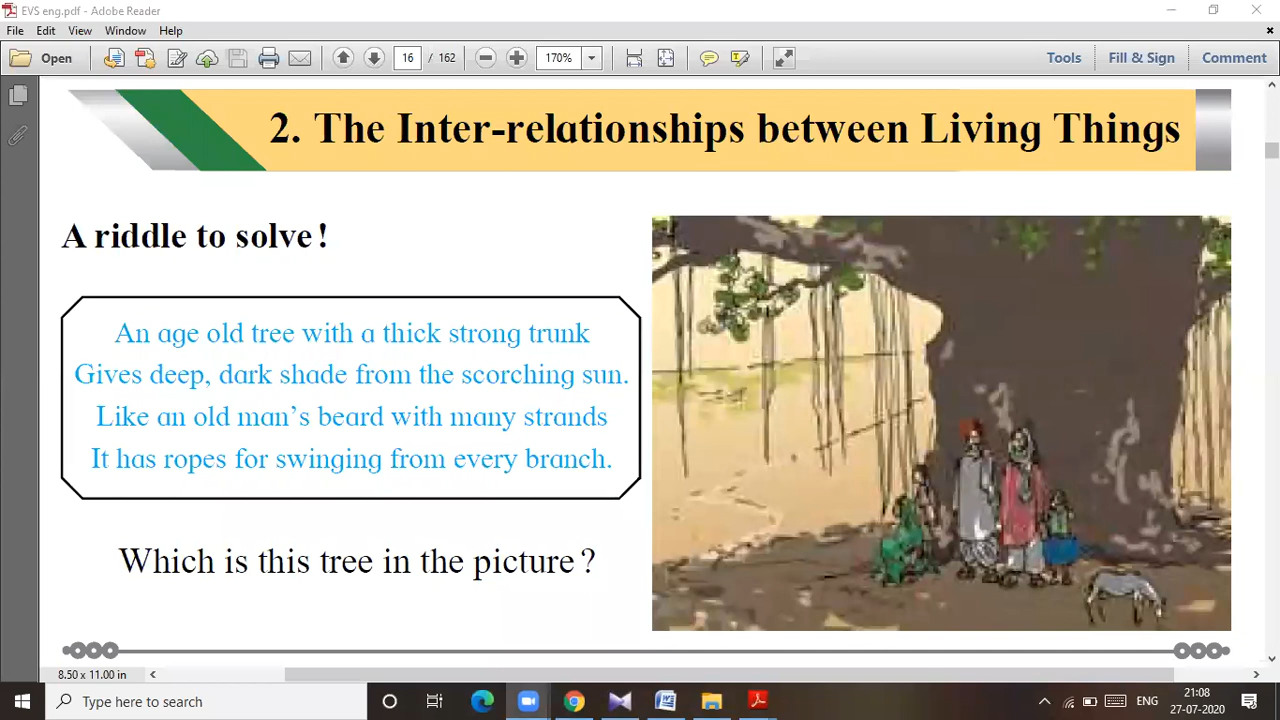 EVS eng.pdf - Adobe Reader
File Edit View Window Help
Open 16 / 162 170% Tools Fill & Sign Comment
2. The Inter-relationships between Living Things
A riddle to solve!
An age old tree with a thick strong trunk
Gives deep, dark shade from the scorching sun.
Like an old man's beard with many strands
It has ropes for swinging from every branch.
Which is this tree in the picture ?
8.50 x 11.00 in
Type here to search
ENG
21:08
27-07-2020